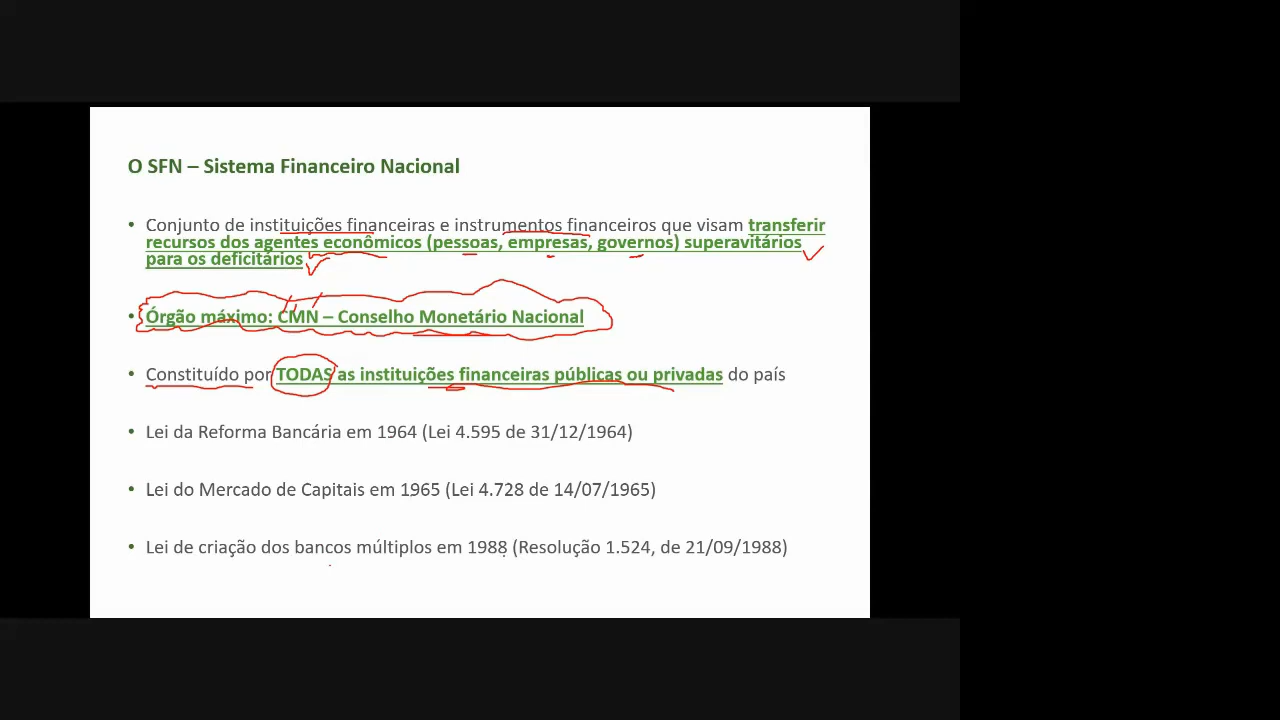 O SFN – Sistema Financeiro Nacional
• Conjunto de instituições financeiras e instrumentos financeiros que visam transferir
recursos dos agentes econômicos (pessoas, empresas, governos) superavitários
para os deficitários
• Órgão máximo: CMN – Conselho Monetário Nacional
• Constituído por TODAS as instituições financeiras públicas ou privadas do país
• Lei da Reforma Bancária em 1964 (Lei 4.595 de 31/12/1964)
• Lei do Mercado de Capitais em 1965 (Lei 4.728 de 14/07/1965)
• Lei de criação dos bancos múltiplos em 1988 (Resolução 1.524, de 21/09/1988)